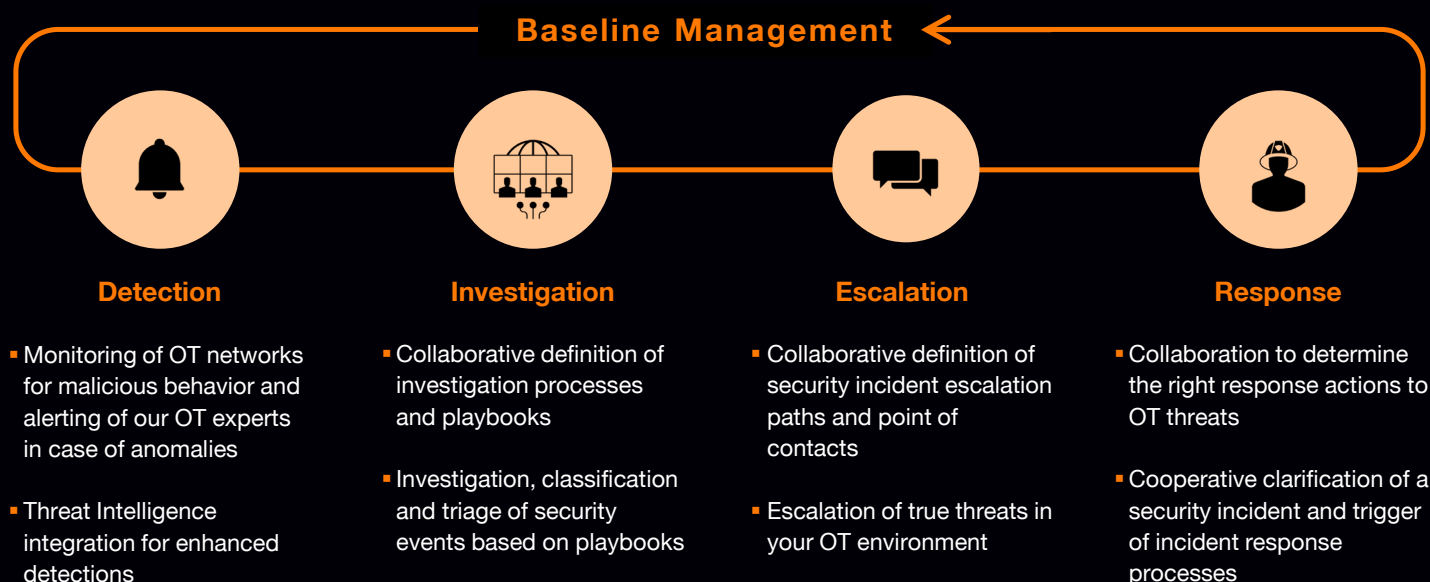 Baseline Management
Detection
▪ Monitoring of OT networks
for malicious behavior and
alerting of our OT experts
in case of anomalies
▪ Threat Intelligence
integration for enhanced
detections
Investigation
▪ Collaborative definition of
investigation processes
and playbooks
▪ Investigation, classification
and triage of security
events based on playbooks
Escalation
▪ Collaborative definition of
security incident escalation
paths and point of
contacts
▪ Escalation of true threats in
your OT environment
Response
▪ Collaboration to determine
the right response actions to
OT threats
▪ Cooperative clarification of a
security incident and trigger
of incident response
processes